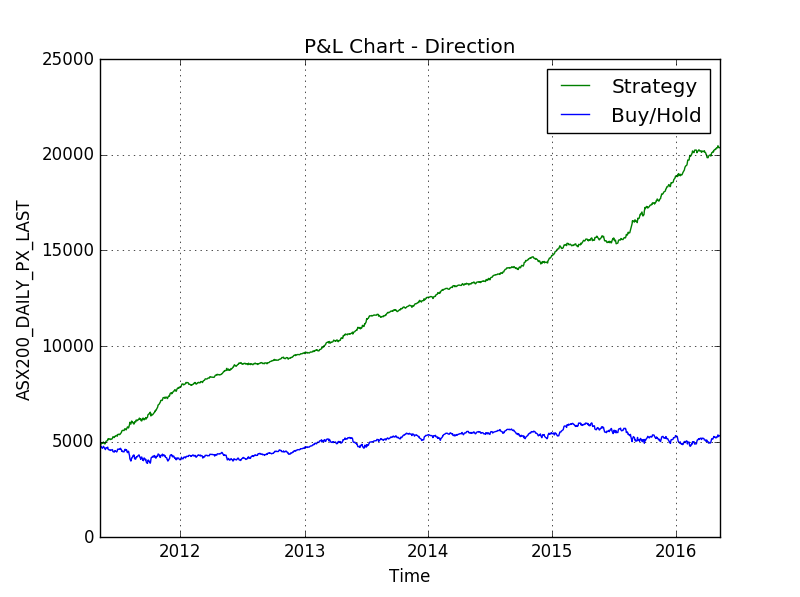 P&L Chart - Direction
25000
20000
15000
10000
5000
0
ASX200_DAILY_PX_LAST
Strategy
Buy/Hold
2012 2013 2014 2015 2016
Time